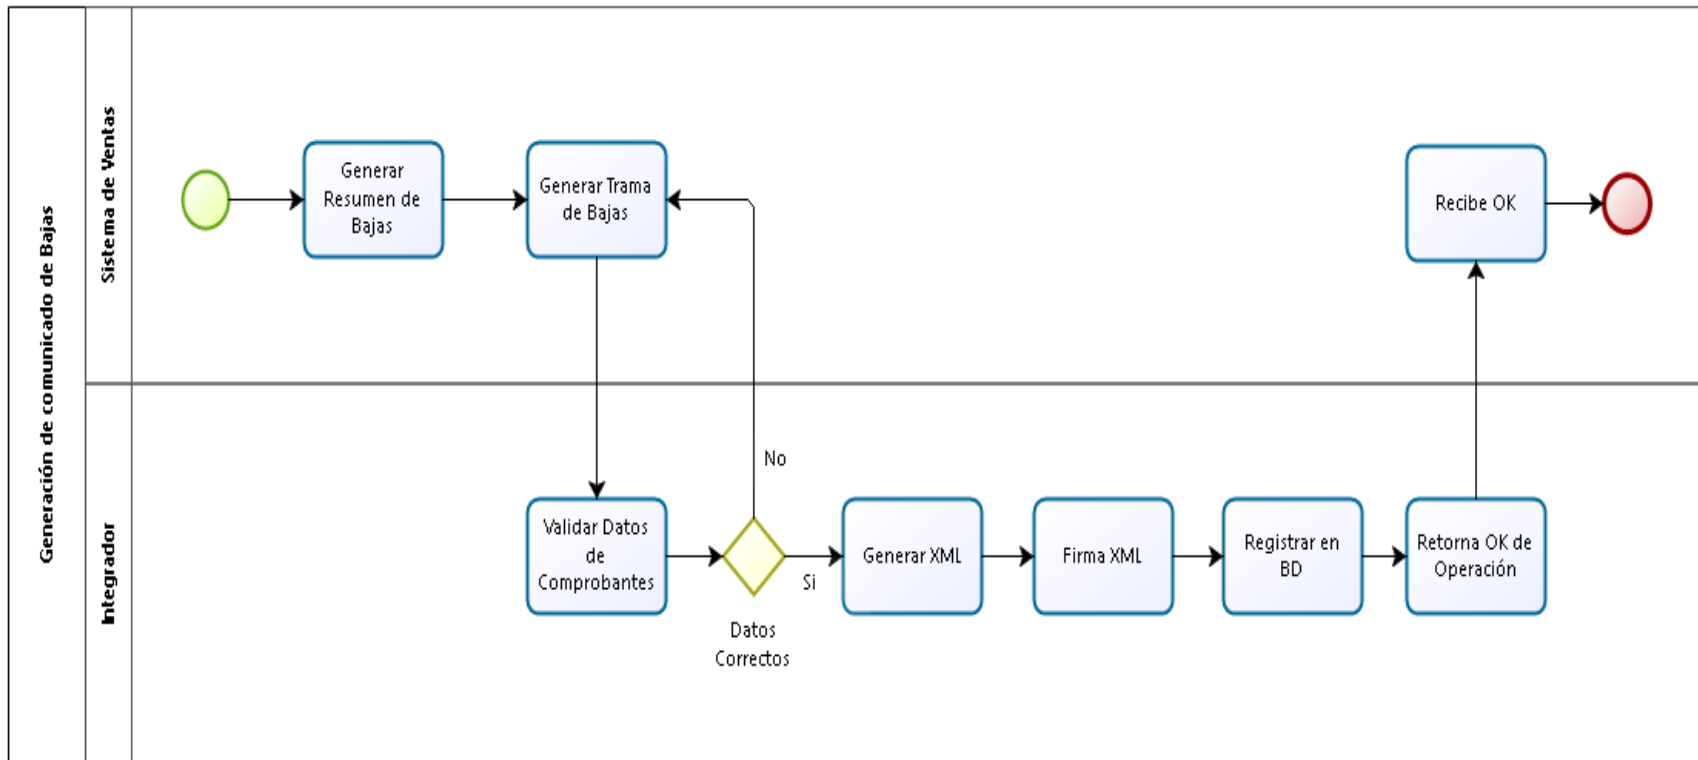 Generación de comunicado de Bajas
Sistema de Ventas
Generar
Resumen de
Bajas
Generar Trama
de Bajas
Recibe OK
Integrador
No
Validar Datos
de
Comprobantes
Si
Datos
Correctos
Generar XML
Firma XML
Registrar en
BD
Retorna OK de
Operación